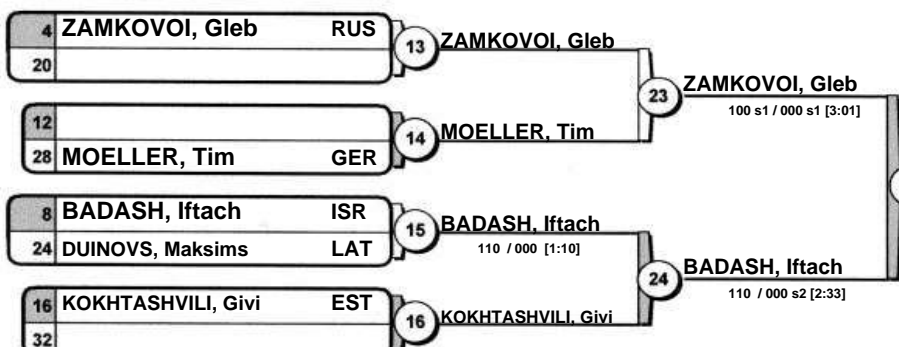 4 ZAMKOVOI, Gleb RUS
20
13 ZAMKOVOI, Gleb
12
28 MOELLER, Tim GER
14 MOELLER, Tim
23 ZAMKOVOI, Gleb
100 s1 / 000 s1 [3:01]
8 BADASH, Iftach ISR
24 DUINOVS, Maksims LAT
15 BADASH, Iftach
110 / 000 [1:10]
16 KOKHTASHVILI, Givi EST
32
16 KOKHTASHVILI, Givi
24 BADASH, Iftach
110 / 000 s2 [2:33]